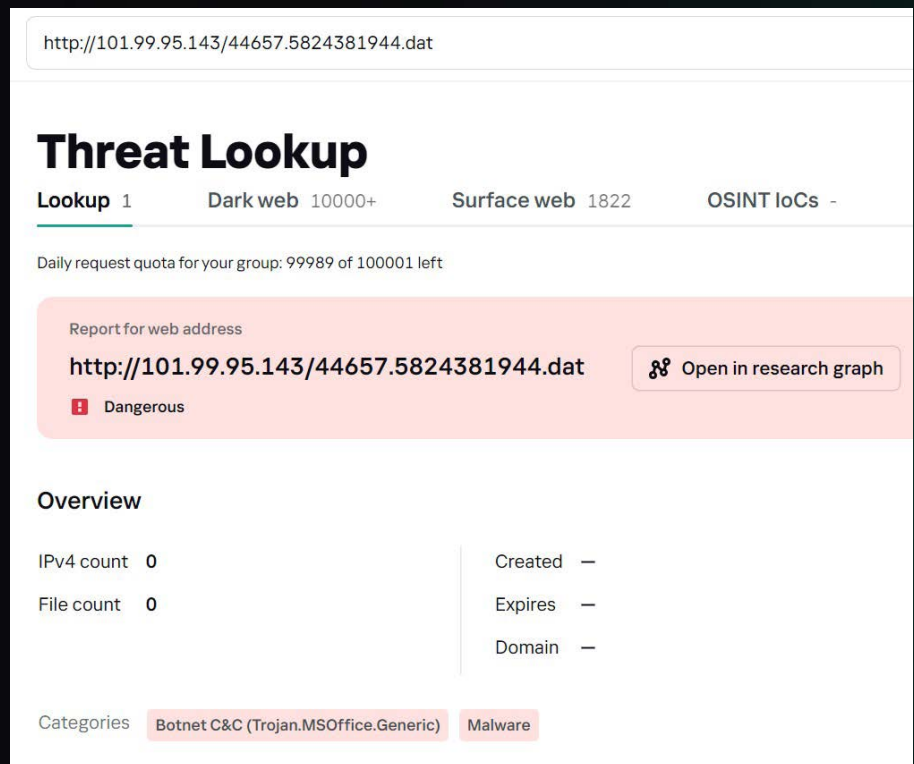 http://101.99.95.143/44657.5824381944.dat
Threat Lookup
Lookup 1 Dark web 10000+ Surface web 1822 OSINT IoCs -
Daily request quota for your group: 99989 of 100001 left
Report for web address
http://101.99.95.143/44657.5824381944.dat Open in research graph
Dangerous
Overview
IPv4 count 0 Created —
File count 0 Expires —
Domain —
Categories Botnet C&C (Trojan.MSOffice.Generic) Malware